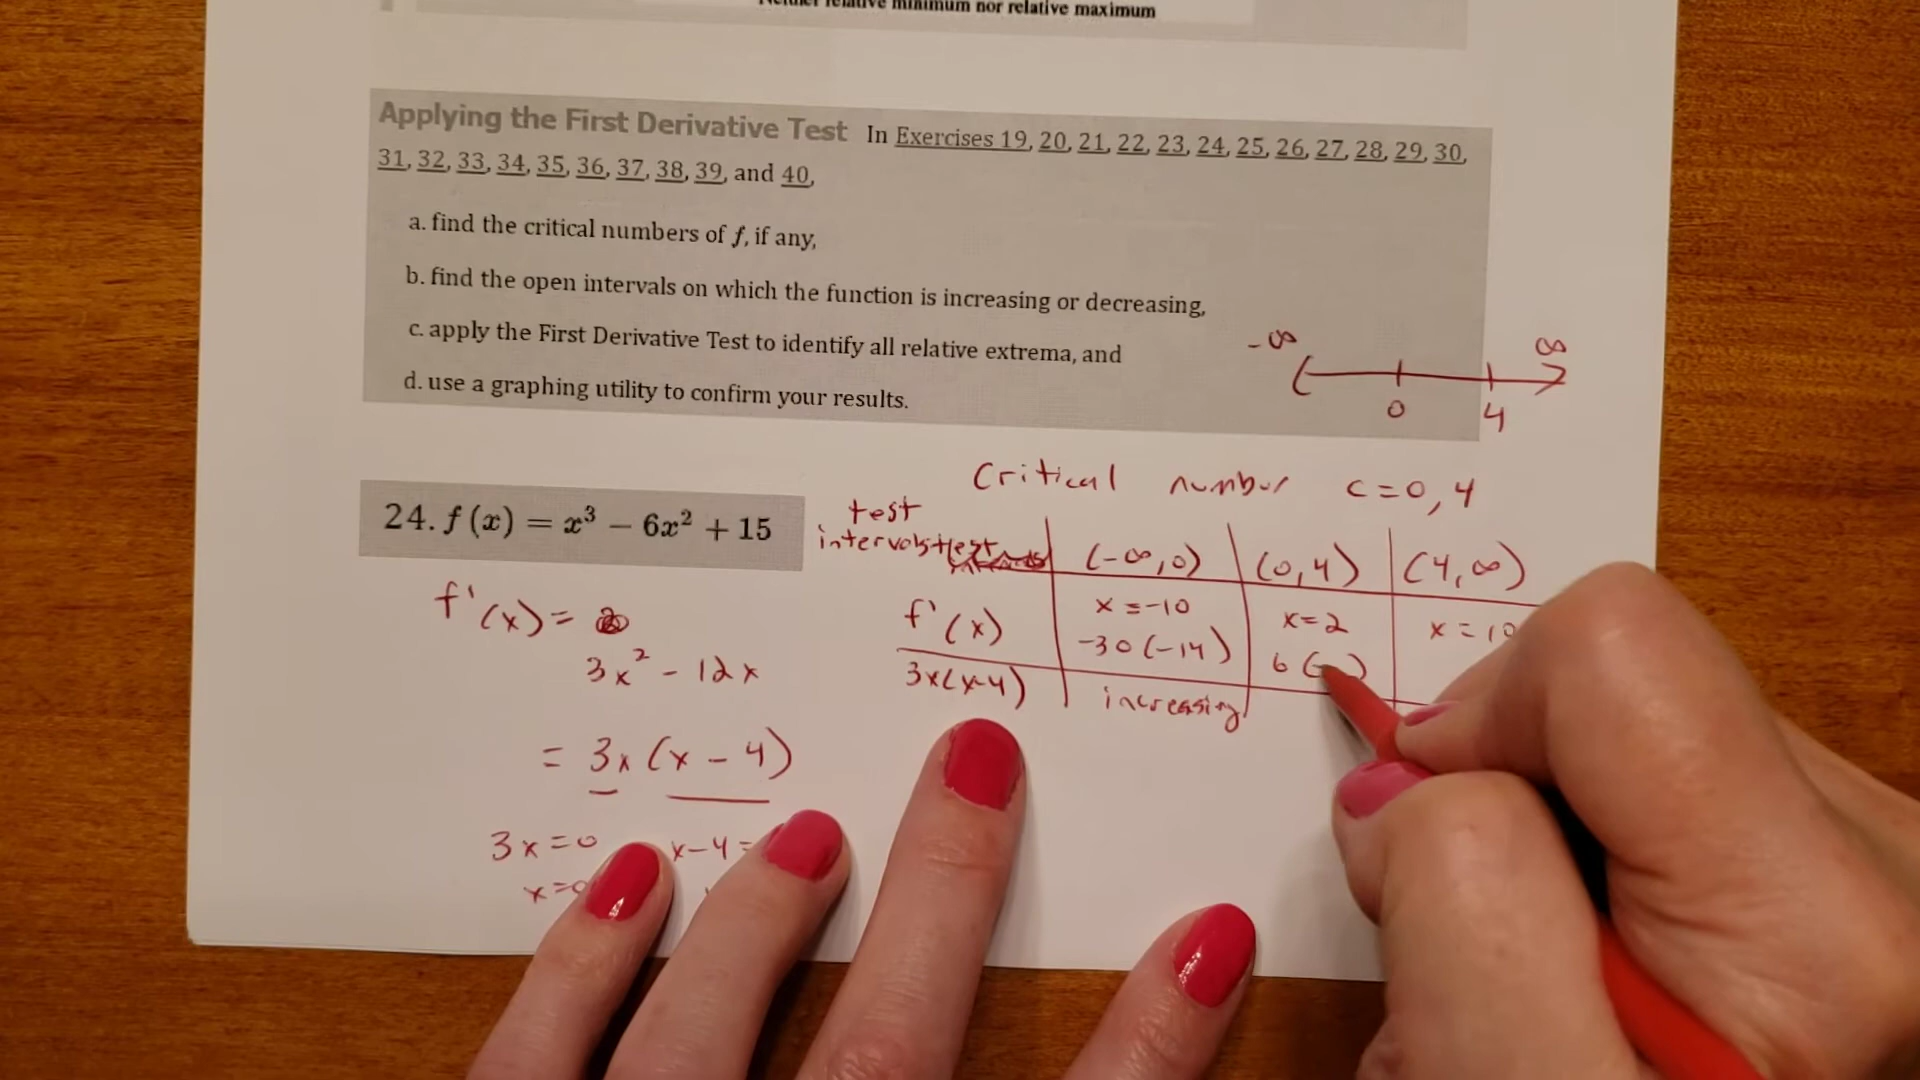 Neither relative minimum nor relative maximum
Applying the First Derivative Test In Exercises 19, 20, 21, 22, 23, 24, 25, 26, 27, 28, 29, 30,
31, 32, 33, 34, 35, 36, 37, 38, 39, and 40,
a. find the critical numbers of f, if any,
b. find the open intervals on which the function is increasing or decreasing,
c. apply the First Derivative Test to identify all relative extrema, and
d. use a graphing utility to confirm your results.
-∞ ∞
0 4
Critical number c=0,4
24. f(x) = x³ − 6x² + 15
test
intervals test (-∞,0) (0,4) (4,∞)
f'(x) x=-10 x=2 x=10
-30(-14) 6(-)
3x(x-4) increasing
f'(x)=
3x²-12x
= 3x(x-4)
3x=0 x-4=
x=0